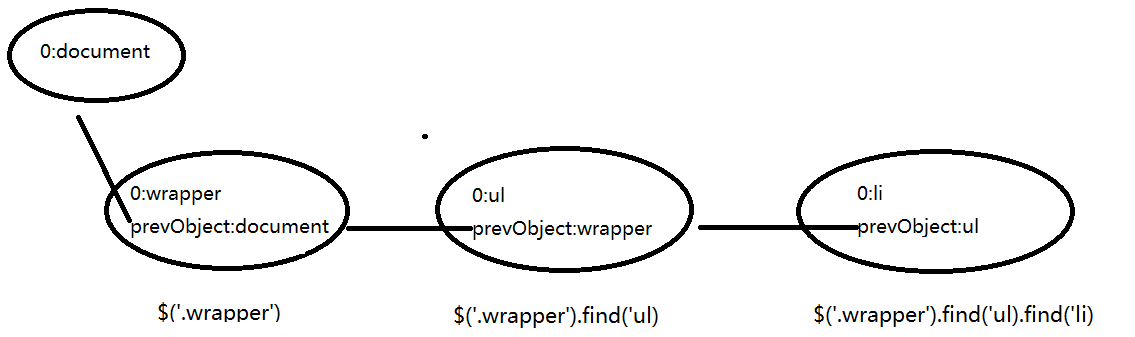 0:document
0:wrapper
prevObject:document
0:ul
prevObject:wrapper
0:li
prevObject:ul
$('.wrapper')
$('.wrapper').find('ul)
$('.wrapper').find('ul).find('li)